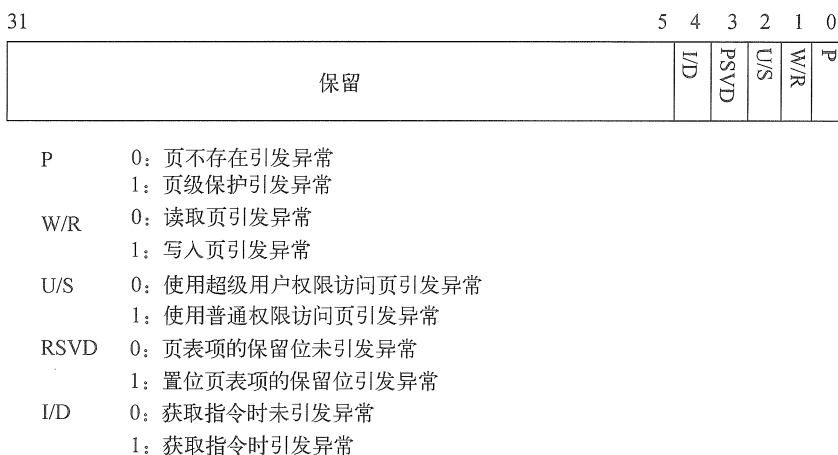 31 5 4 3 2 1 0
保留 I/D PSVD U/S W/R P
P 0：页不存在引发异常
1：页级保护引发异常
W/R 0：读取页引发异常
1：写入页引发异常
U/S 0：使用超级用户权限访问页引发异常
1：使用普通权限访问页引发异常
RSVD 0：页表项的保留位未引发异常
1：置位页表项的保留位引发异常
I/D 0：获取指令时未引发异常
1：获取指令时引发异常